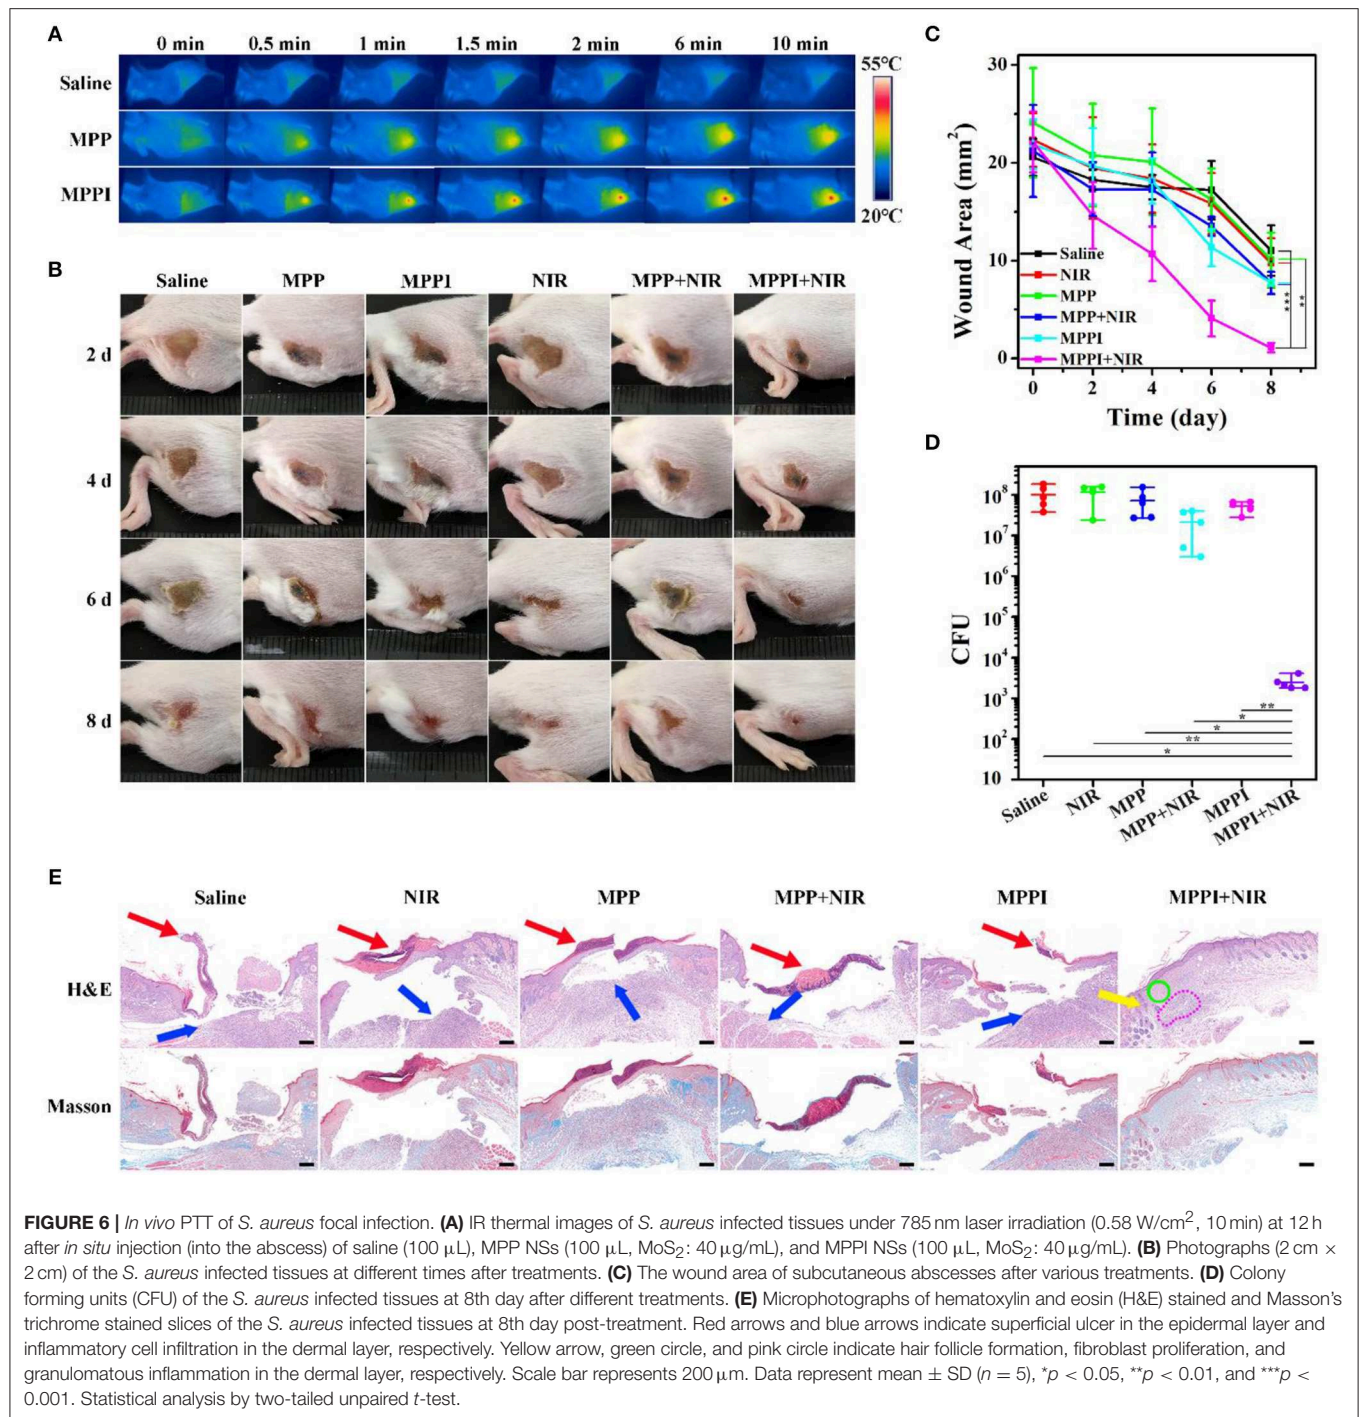 A
0 min 0.5 min 1 min 1.5 min 2 min 6 min 10 min
Saline
MPP
MPPI
55°C
20°C
B
Saline MPP MPPI NIR MPP+NIR MPPI+NIR
2 d
4 d
6 d
8 d
C
Wound Area (mm²)
30
20
10
0
Saline
NIR
MPP
MPP+NIR
MPPI
MPPI+NIR
***
**
0 2 4 6 8
Time (day)
D
CFU
10⁸
10⁷
10⁶
10⁵
10⁴
10³
10²
10
**
*
*
**
*
Saline NIR MPP MPP+NIR MPPI MPPI+NIR
E
Saline NIR MPP MPP+NIR MPPI MPPI+NIR
H&E
Masson
FIGURE 6 | In vivo PTT of S. aureus focal infection. (A) IR thermal images of S. aureus infected tissues under 785 nm laser irradiation (0.58 W/cm², 10 min) at 12 h
after in situ injection (into the abscess) of saline (100 μL), MPP NSs (100 μL, MoS₂: 40 μg/mL), and MPPI NSs (100 μL, MoS₂: 40 μg/mL). (B) Photographs (2 cm ×
2 cm) of the S. aureus infected tissues at different times after treatments. (C) The wound area of subcutaneous abscesses after various treatments. (D) Colony
forming units (CFU) of the S. aureus infected tissues at 8th day after different treatments. (E) Microphotographs of hematoxylin and eosin (H&E) stained and Masson's
trichrome stained slices of the S. aureus infected tissues at 8th day post-treatment. Red arrows and blue arrows indicate superficial ulcer in the epidermal layer and
inflammatory cell infiltration in the dermal layer, respectively. Yellow arrow, green circle, and pink circle indicate hair follicle formation, fibroblast proliferation, and
granulomatous inflammation in the dermal layer, respectively. Scale bar represents 200 μm. Data represent mean ± SD (n = 5), *p < 0.05, **p < 0.01, and ***p <
0.001. Statistical analysis by two-tailed unpaired t-test.